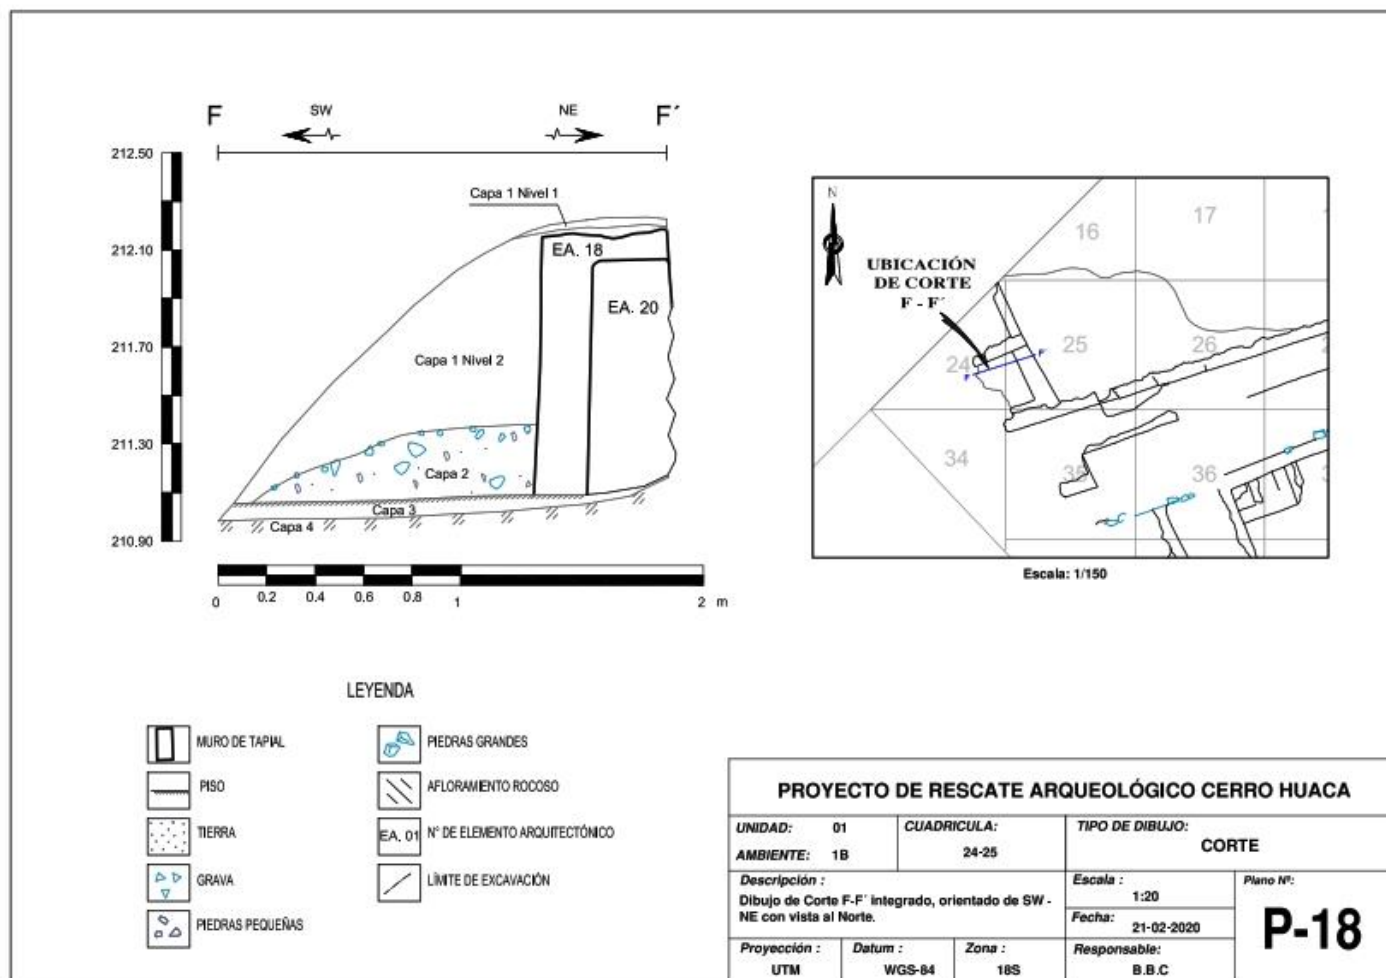 F
SW
NE
F´
212.50
212.10
211.70
211.30
210.90
Capa 1 Nivel 1
EA. 18
EA. 20
Capa 1 Nivel 2
Capa 2
Capa 3
Capa 4
0
0.2
0.4
0.6
0.8
1
2 m
N
UBICACIÓN
DE CORTE
F - F´
16
17
24
25
26
34
35
36
F
F´
Escala: 1/150
LEYENDA
MURO DE TAPIAL
PISO
TIERRA
GRAVA
PIEDRAS PEQUEÑAS
PIEDRAS GRANDES
AFLORAMIENTO ROCOSO
EA. 01 N° DE ELEMENTO ARQUITECTÓNICO
LÍMITE DE EXCAVACIÓN
PROYECTO DE RESCATE ARQUEOLÓGICO CERRO HUACA
UNIDAD: 01
AMBIENTE: 1B
CUADRICULA:
24-25
TIPO DE DIBUJO:
CORTE
Descripción :
Dibujo de Corte F-F´ integrado, orientado de SW -
NE con vista al Norte.
Escala :
1:20
Fecha:
21-02-2020
Plano Nº:
P-18
Proyección :
UTM
Datum :
WGS-84
Zona :
18S
Responsable:
B.B.C